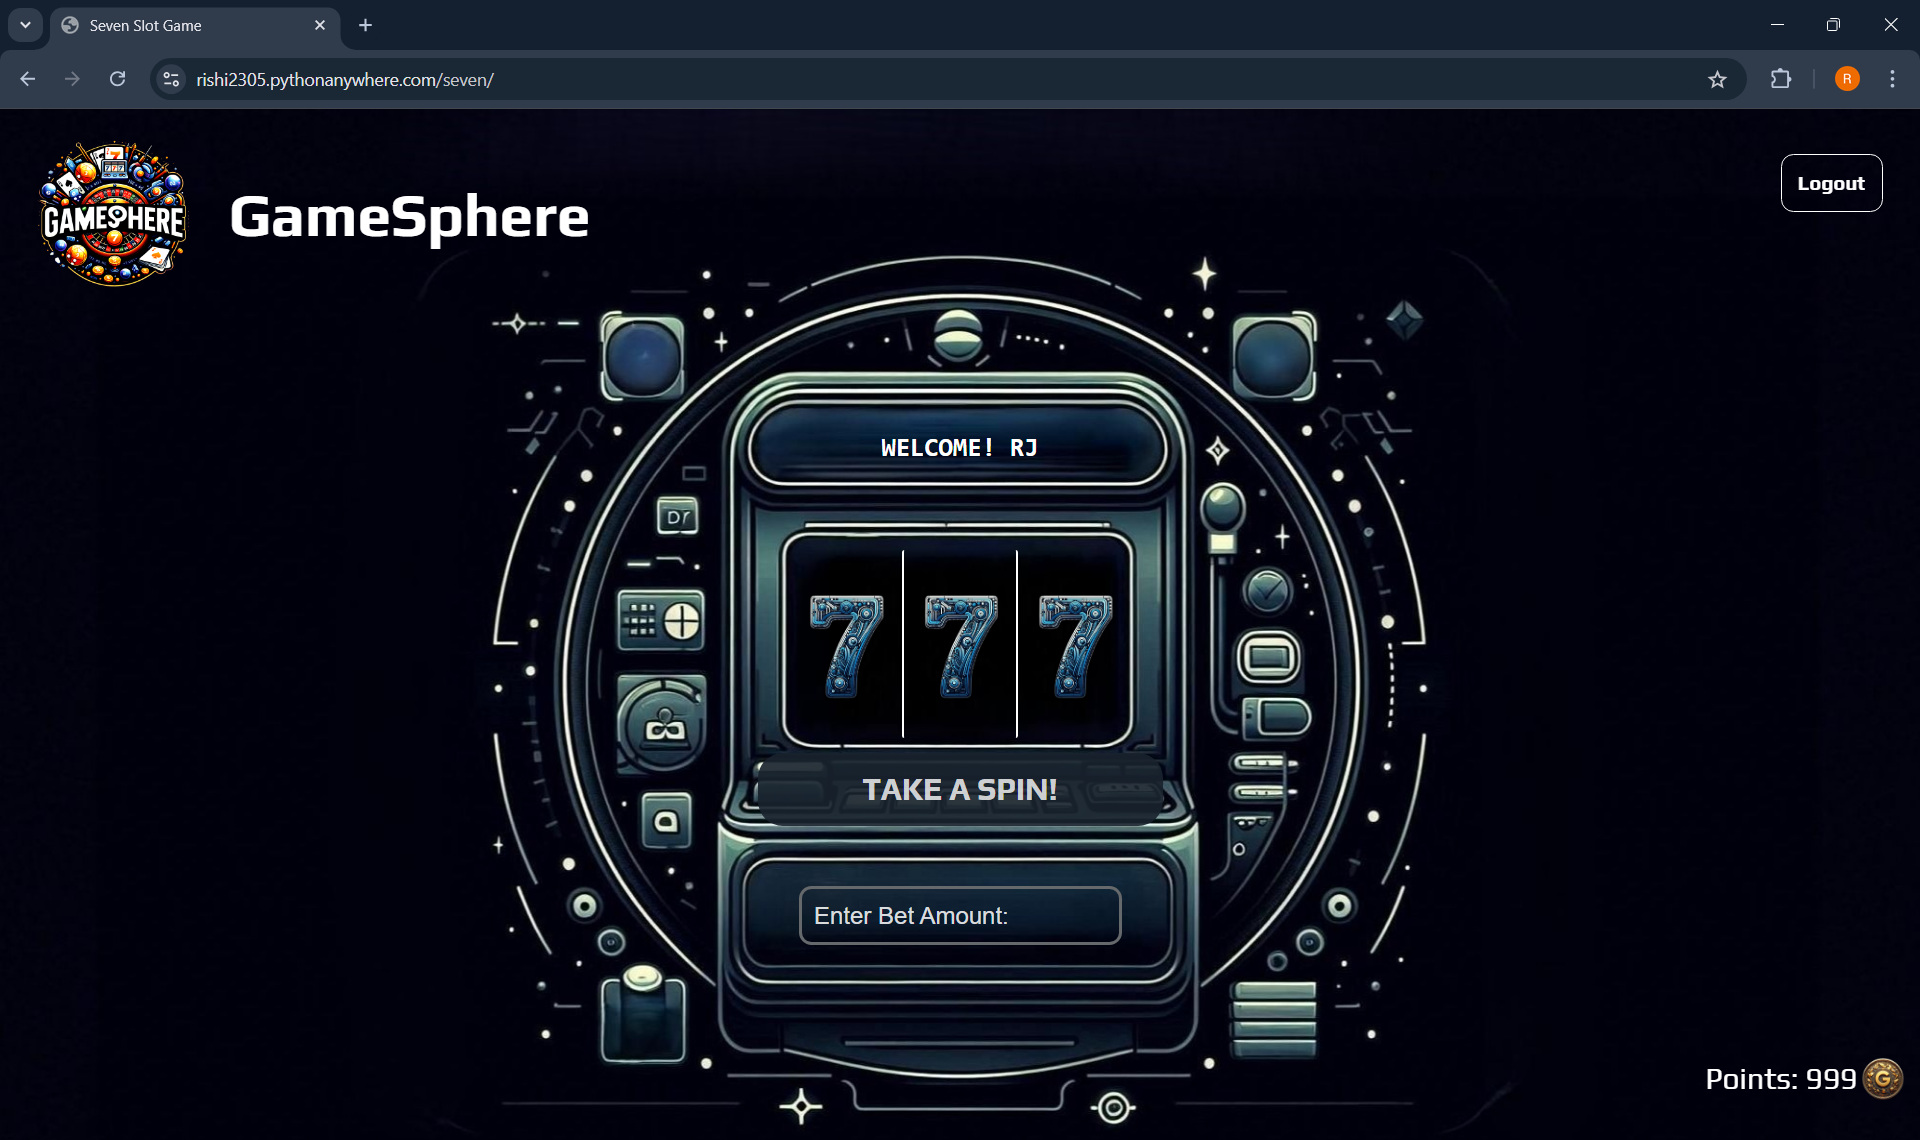 Seven Slot Game
rishi2305.pythonanywhere.com/seven/
R
GAMESPHERE
GameSphere
Logout
WELCOME! RJ
Dr
7 7 7
TAKE A SPIN!
Enter Bet Amount:
Points: 999 G